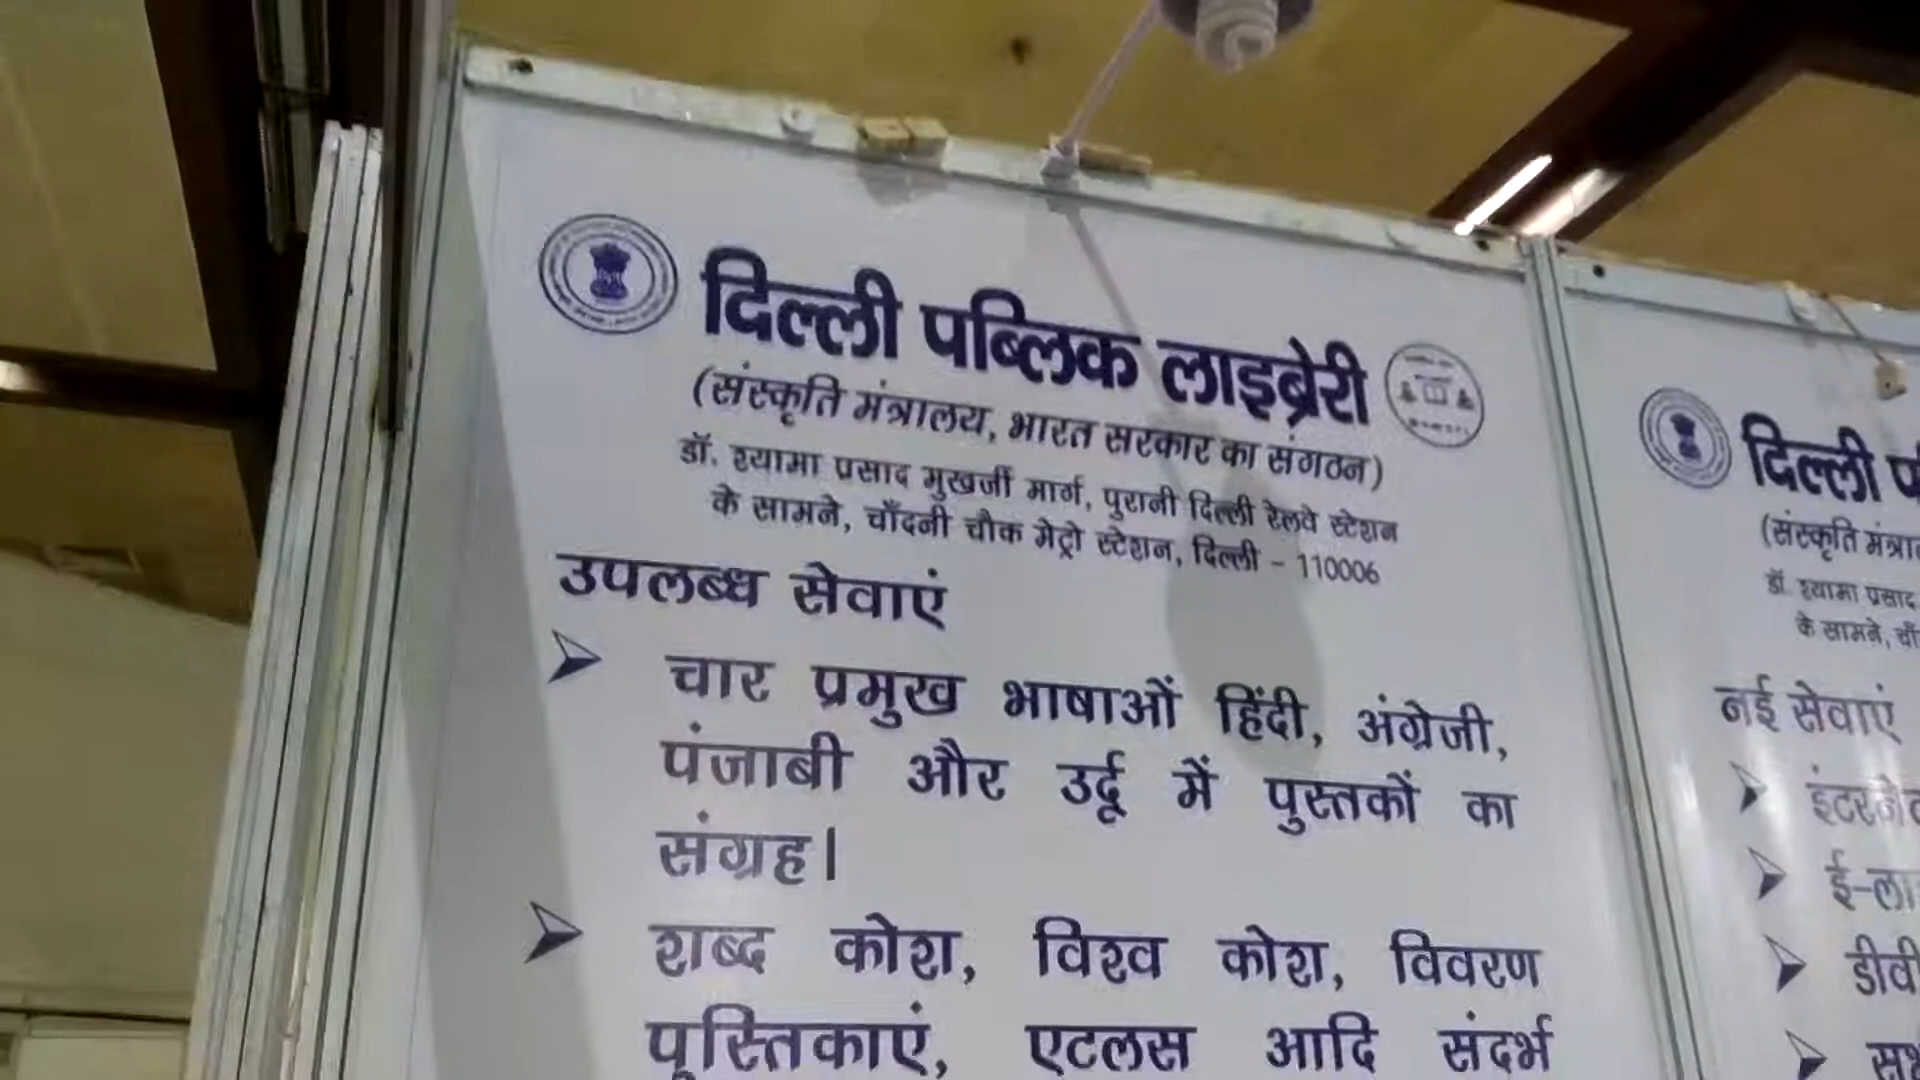 दिल्ली पब्लिक लाइब्रेरी
(संस्कृति मंत्रालय, भारत सरकार का संगठन)
डॉ. श्यामा प्रसाद मुखर्जी मार्ग, पुरानी दिल्ली रेलवे स्टेशन
के सामने, चाँदनी चौक मेट्रो स्टेशन, दिल्ली - 110006
उपलब्ध सेवाएं
चार प्रमुख भाषाओं हिंदी, अंग्रेजी,
पंजाबी और उर्दू में पुस्तकों का
संग्रह।
शब्द कोश, विश्व कोश, विवरण
पुस्तिकाएं, एटलस आदि संदर्भ
दिल्ली
(संस्कृति
डॉ. श्यामा प्रसाद
के सामने,
नई सेवाएं